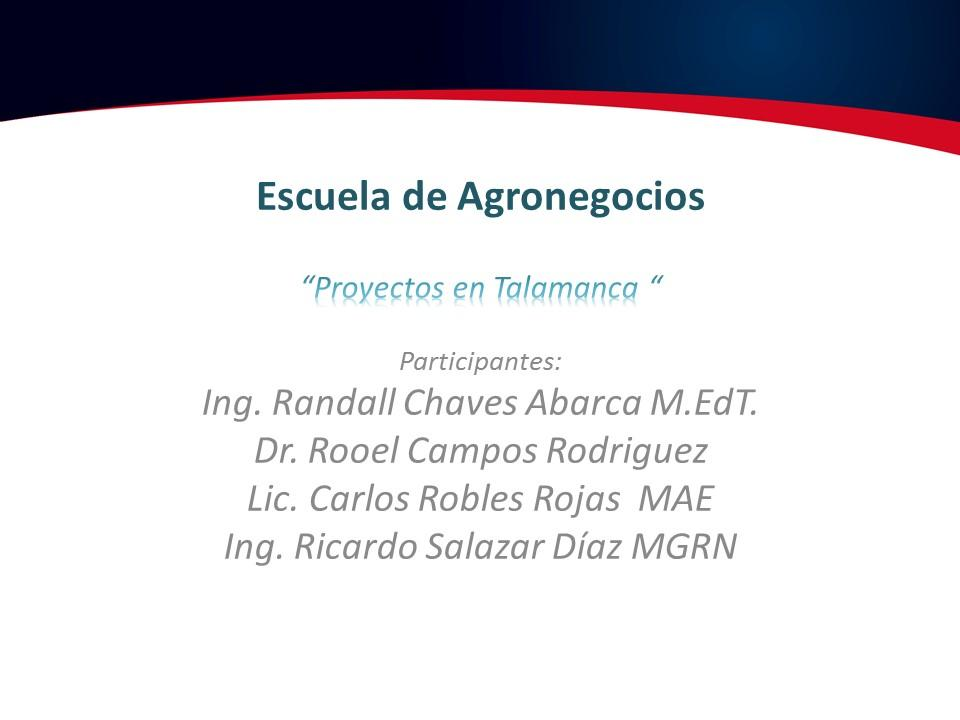 Escuela de Agronegocios
“Proyectos en Talamanca “
Participantes:
Ing. Randall Chaves Abarca M.EdT.
Dr. Rooel Campos Rodriguez
Lic. Carlos Robles Rojas  MAE
Ing. Ricardo Salazar Díaz MGRN